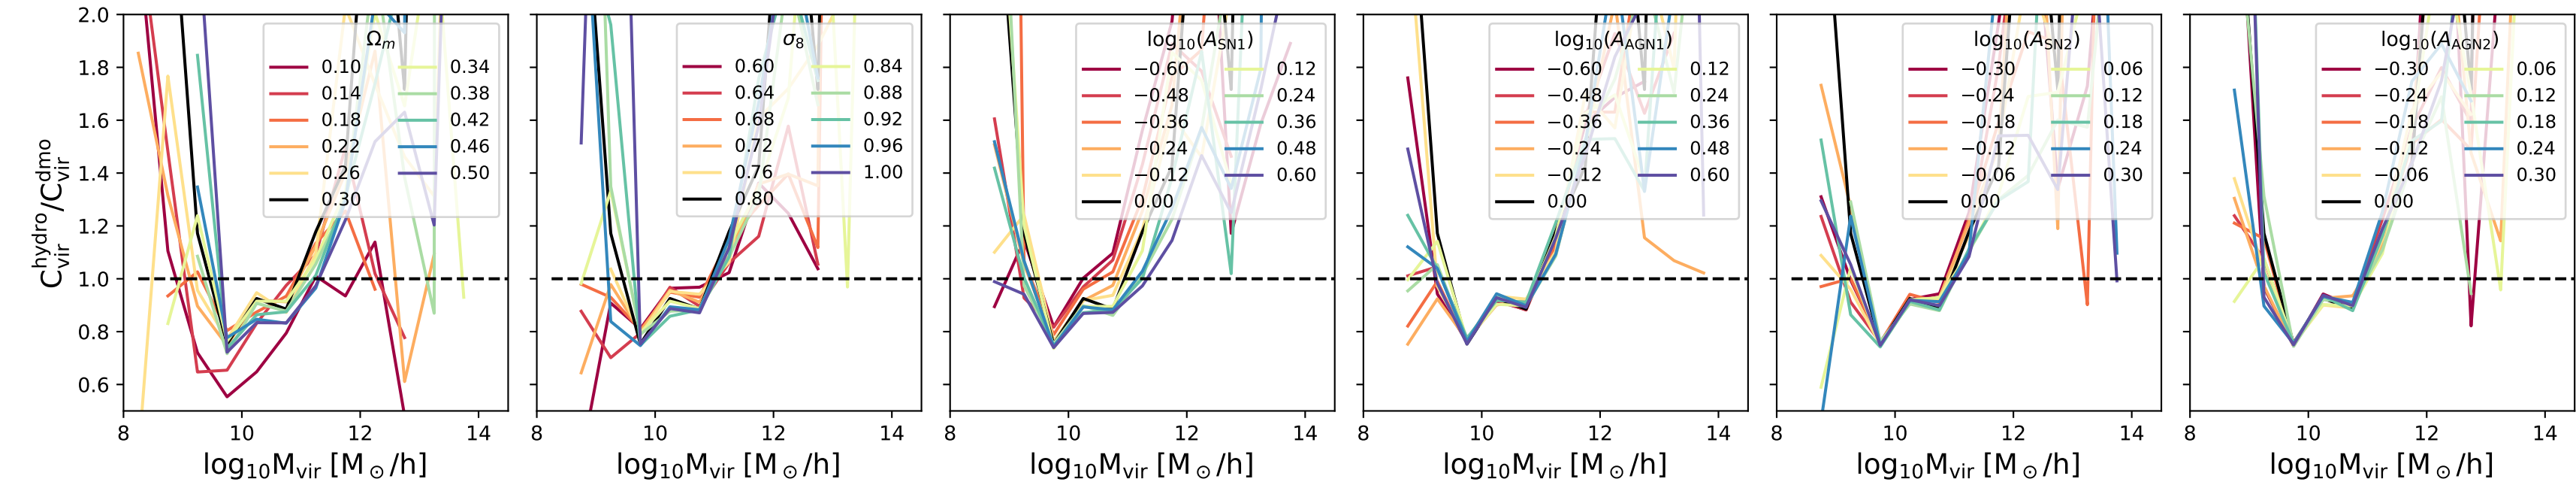 C_vir^hydro/C_vir^dmo
2.0
1.8
1.6
1.4
1.2
1.0
0.8
0.6
Ω_m
0.10 0.34
0.14 0.38
0.18 0.42
0.22 0.46
0.26 0.50
0.30
8 10 12 14
log₁₀M_vir [M_⊙/h]
σ_8
0.60 0.84
0.64 0.88
0.68 0.92
0.72 0.96
0.76 1.00
0.80
8 10 12 14
log₁₀M_vir [M_⊙/h]
log₁₀(A_SN1)
−0.60 0.12
−0.48 0.24
−0.36 0.36
−0.24 0.48
−0.12 0.60
0.00
8 10 12 14
log₁₀M_vir [M_⊙/h]
log₁₀(A_AGN1)
−0.60 0.12
−0.48 0.24
−0.36 0.36
−0.24 0.48
−0.12 0.60
0.00
8 10 12 14
log₁₀M_vir [M_⊙/h]
log₁₀(A_SN2)
−0.30 0.06
−0.24 0.12
−0.18 0.18
−0.12 0.24
−0.06 0.30
0.00
8 10 12 14
log₁₀M_vir [M_⊙/h]
log₁₀(A_AGN2)
−0.30 0.06
−0.24 0.12
−0.18 0.18
−0.12 0.24
−0.06 0.30
0.00
8 10 12 14
log₁₀M_vir [M_⊙/h]